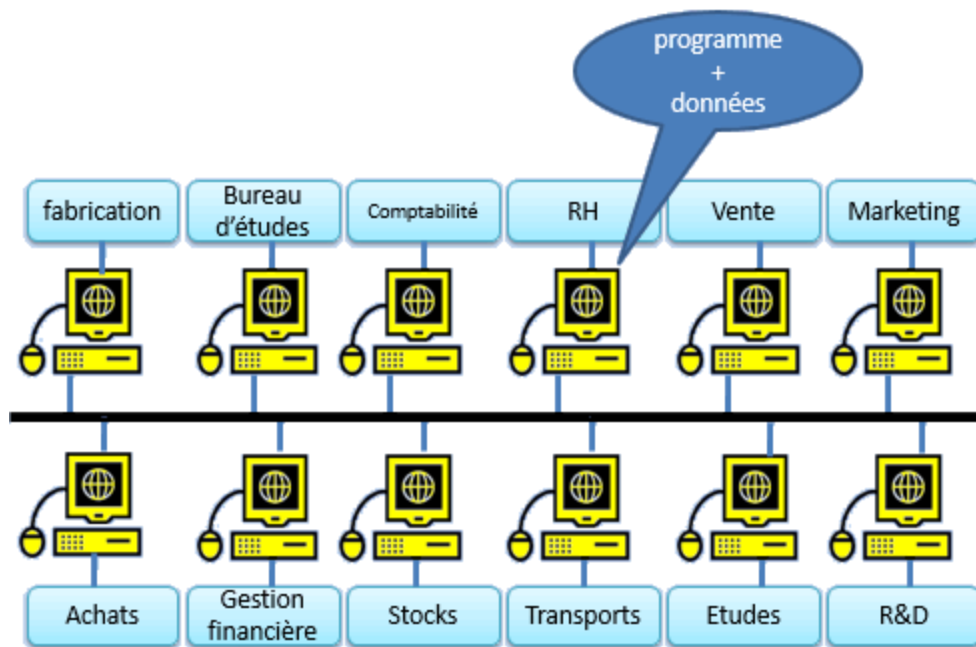 programme
+
données
fabrication
Bureau
d'études
Comptabilité
RH
Vente
Marketing
Achats
Gestion
financière
Stocks
Transports
Etudes
R&D